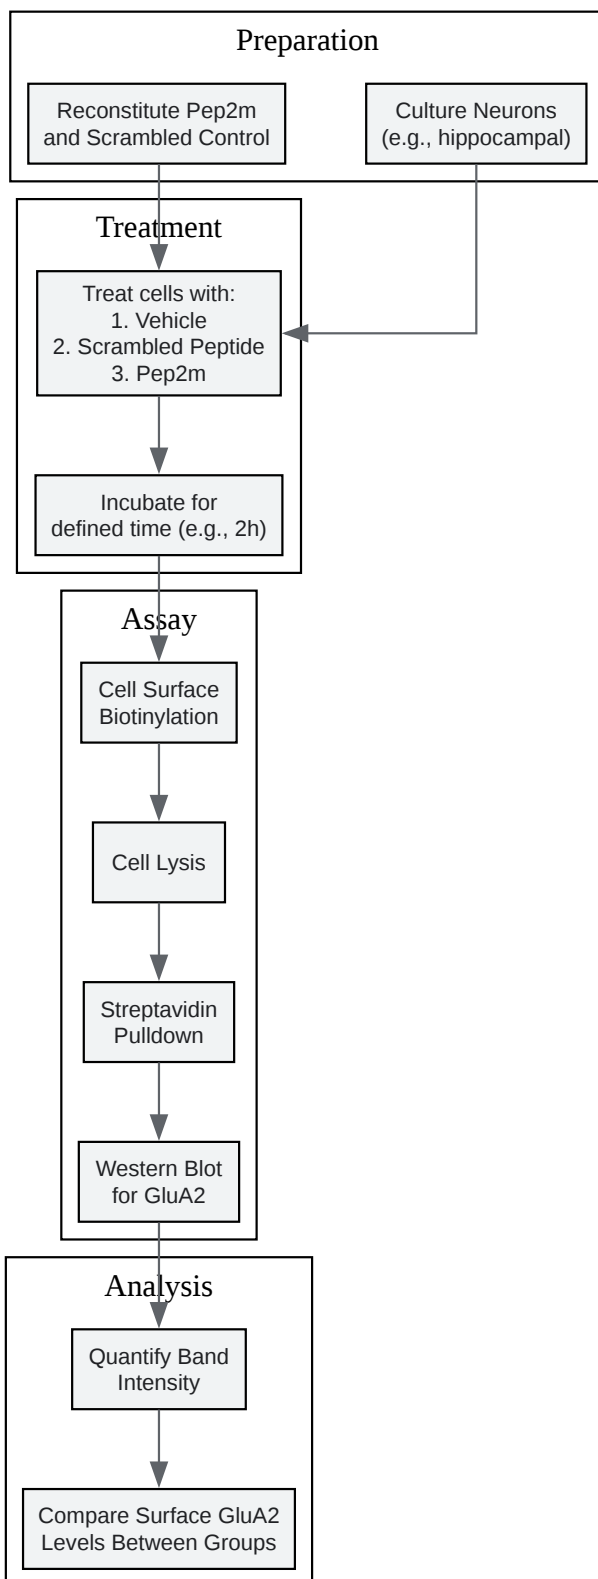 Preparation
Reconstitute Pep2m
and Scrambled Control
Culture Neurons
(e.g., hippocampal)
Treatment
Treat cells with:
1. Vehicle
2. Scrambled Peptide
3. Pep2m
Incubate for
defined time (e.g., 2h)
Assay
Cell Surface
Biotinylation
Cell Lysis
Streptavidin
Pulldown
Western Blot
for GluA2
Analysis
Quantify Band
Intensity
Compare Surface GluA2
Levels Between Groups